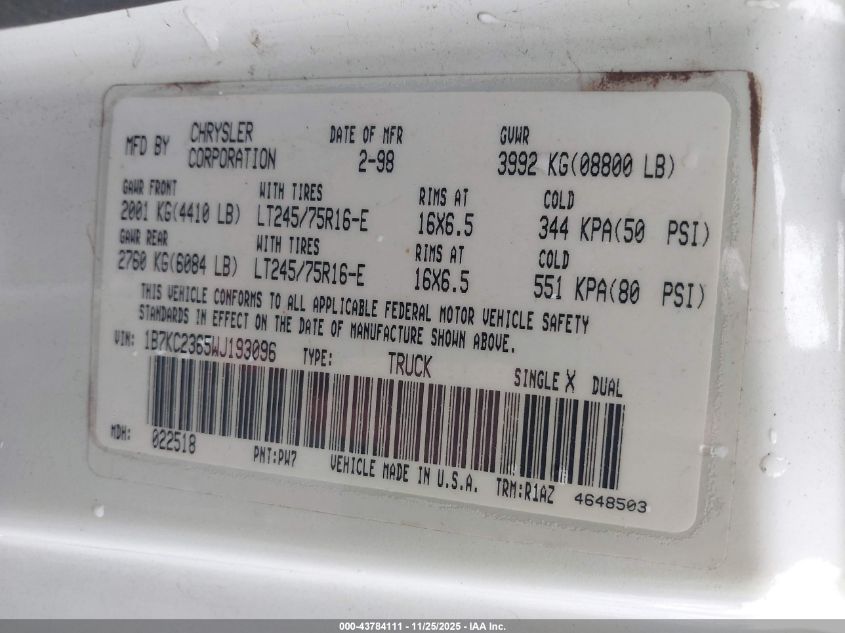 MFD BY CHRYSLER CORPORATION DATE OF MFR 2-98 GVWR 3992 KG(08800 LB)
GAWR FRONT WITH TIRES RIMS AT COLD
2001 KG(4410 LB) LT245/75R16-E 16X6.5 344 KPA(50 PSI)
GAWR REAR WITH TIRES RIMS AT COLD
2760 KG(6084 LB) LT245/75R16-E 16X6.5 551 KPA(80 PSI)
THIS VEHICLE CONFORMS TO ALL APPLICABLE FEDERAL MOTOR VEHICLE SAFETY
STANDARDS IN EFFECT ON THE DATE OF MANUFACTURE SHOWN ABOVE.
VIN: 1B7KC2365WJ193096 TYPE: TRUCK SINGLE X DUAL
MDH: 022518 PNT:PW7 VEHICLE MADE IN U.S.A. TRM:R1AZ 4648503
000-43784111 - 11/25/2025 - IAA Inc.